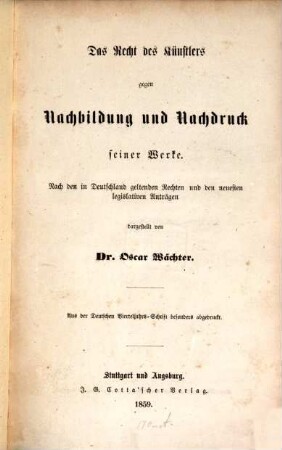 Das Recht des Künstlers
gegen
Nachbildung und Nachdruck
seiner Werke.
Nach den in Deutschland geltenden Rechten und den neuesten
legislativen Anträgen
dargestellt von
Dr. Oscar Wächter.
Aus der Deutschen Vierteljahrs-Schrift besonders abgedruckt.
Stuttgart und Augsburg.
J. G. Cotta'scher Verlag.
1859.